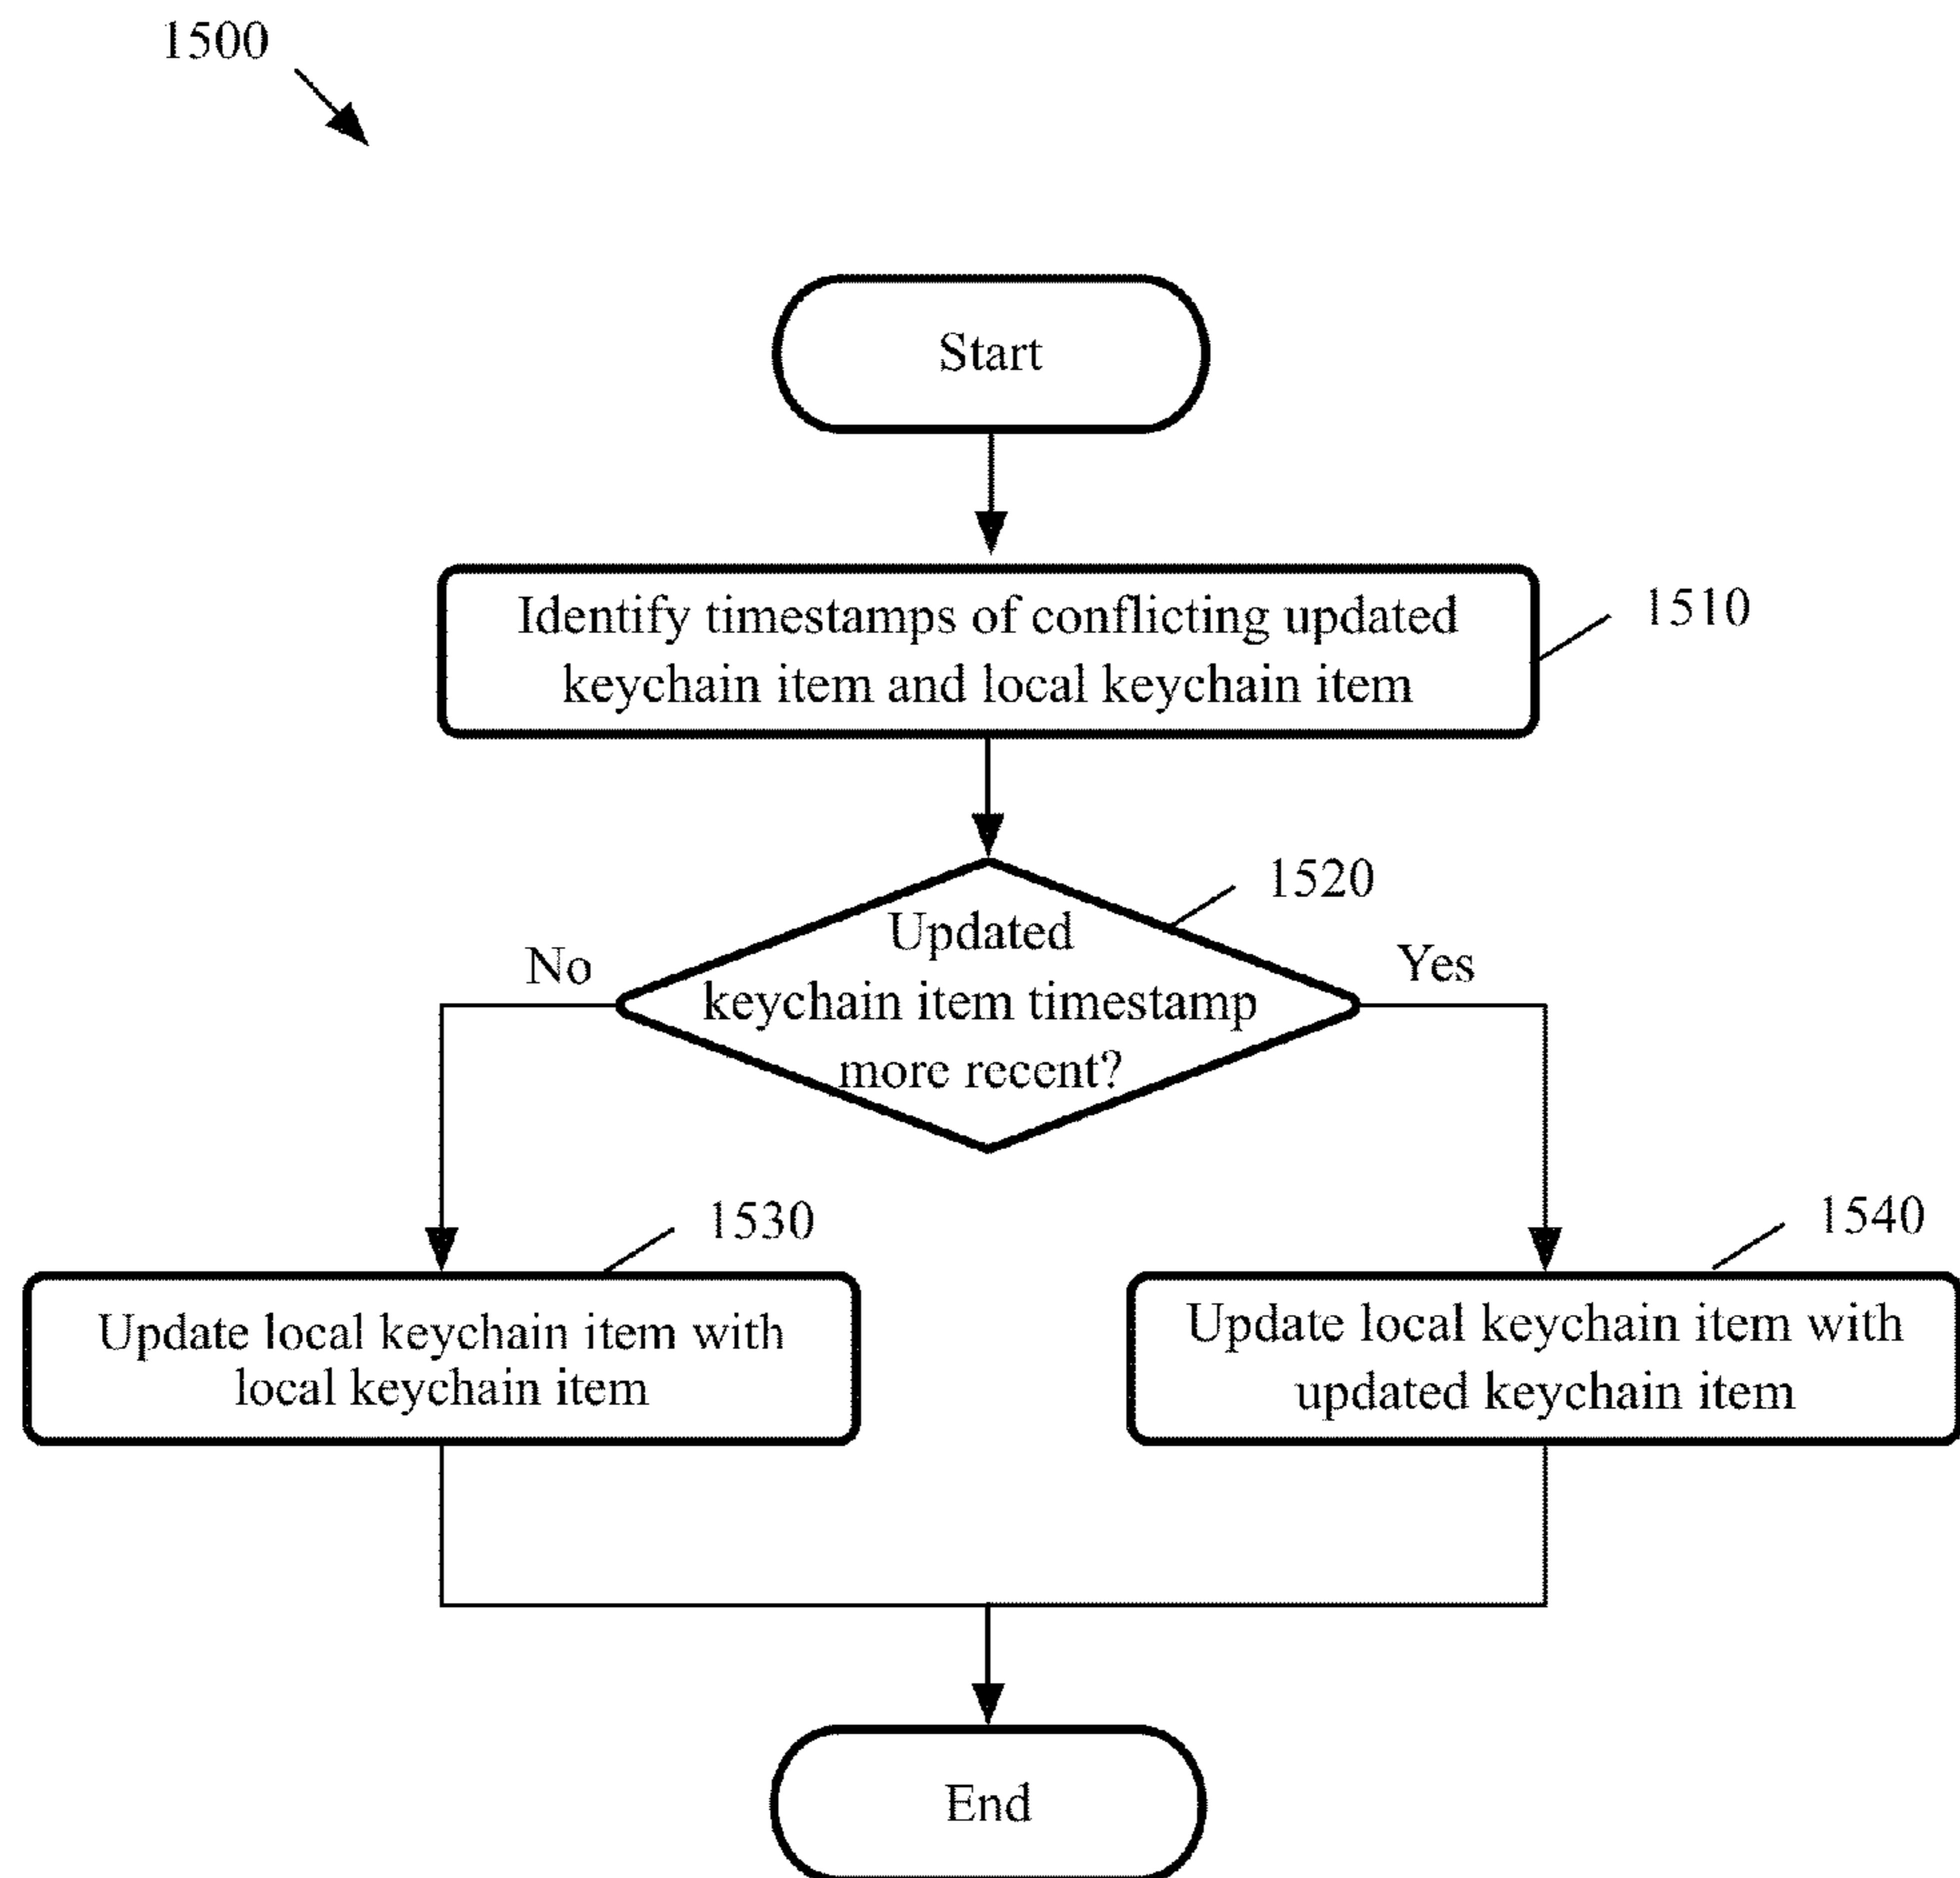 1500
Start
Identify timestamps of conflicting updated
keychain item and local keychain item
1510
1520
Updated
keychain item timestamp
more recent?
No
Yes
1530
1540
Update local keychain item with
local keychain item
Update local keychain item with
updated keychain item
End